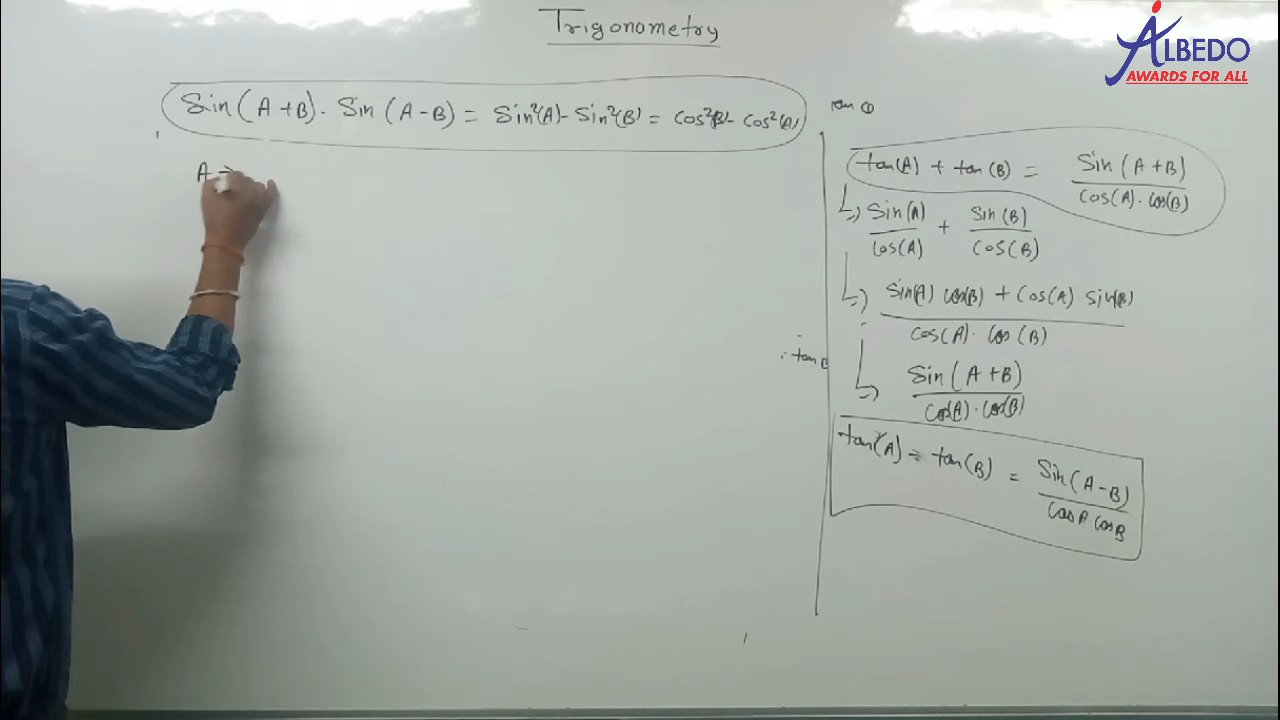 Trigonometry
ALBEDO
AWARDS FOR ALL
Sin(A+B). Sin(A-B) = Sin²(A) - Sin²(B) = Cos²(B) - Cos²(A)
A →
tan(A) + tan(B) = Sin(A+B) / Cos(A). Cos(B)
Sin(A) / Cos(A) + Sin(B) / Cos(B)
Sin(A) Cos(B) + Cos(A) Sin(B) / Cos(A). Cos(B)
∴ tan B
Sin(A+B) / Cos(A). Cos(B)
tan(A) - tan(B) = Sin(A-B) / Cos A. Cos B